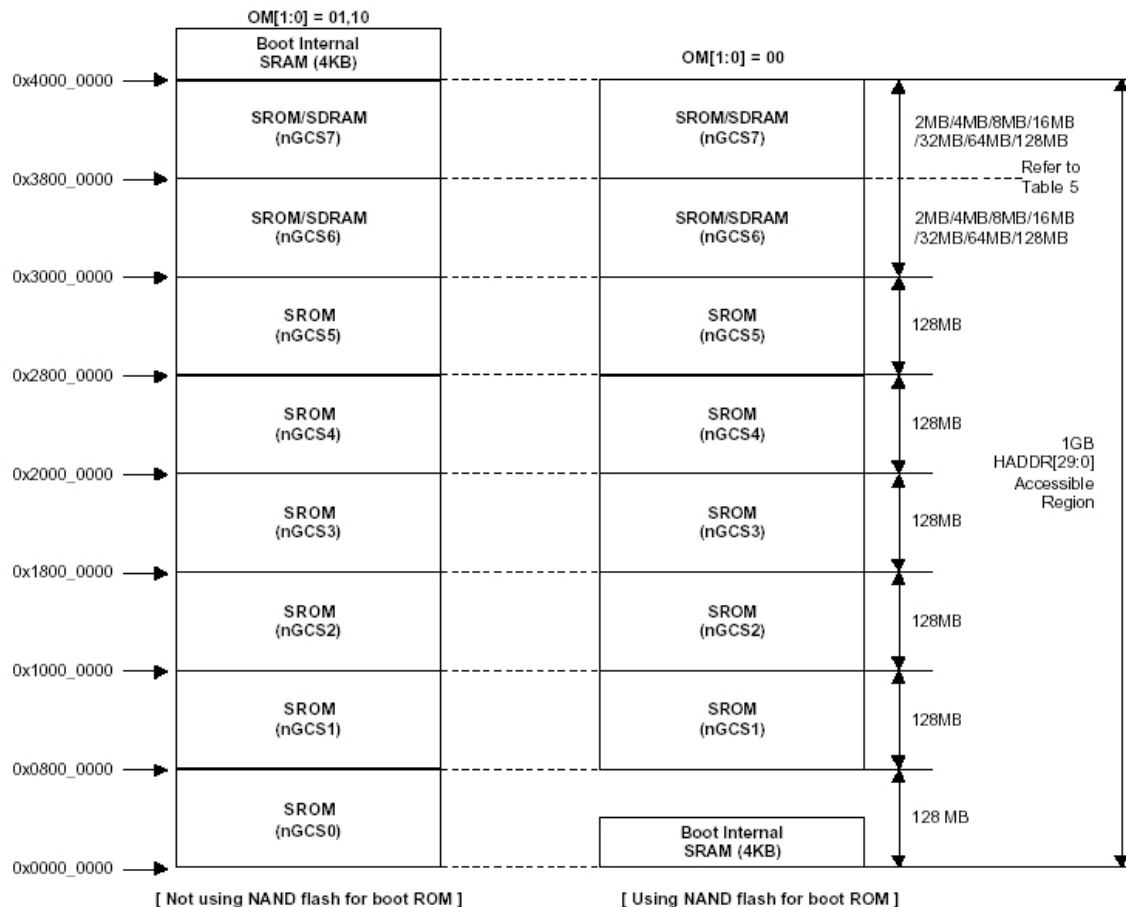 OM[1:0] = 01,10
Boot Internal
SRAM (4KB)
OM[1:0] = 00
0x4000_0000
SROM/SDRAM
(nGCS7)
SROM/SDRAM
(nGCS7)
2MB/4MB/8MB/16MB
/32MB/64MB/128MB
0x3800_0000
Refer to
Table 5
SROM/SDRAM
(nGCS6)
SROM/SDRAM
(nGCS6)
2MB/4MB/8MB/16MB
/32MB/64MB/128MB
0x3000_0000
SROM
(nGCS5)
SROM
(nGCS5)
128MB
0x2800_0000
SROM
(nGCS4)
SROM
(nGCS4)
128MB
1GB
HADDR[29:0]
Accessible
Region
0x2000_0000
SROM
(nGCS3)
SROM
(nGCS3)
128MB
0x1800_0000
SROM
(nGCS2)
SROM
(nGCS2)
128MB
0x1000_0000
SROM
(nGCS1)
SROM
(nGCS1)
128MB
0x0800_0000
SROM
(nGCS0)
Boot Internal
SRAM (4KB)
128 MB
0x0000_0000
[ Not using NAND flash for boot ROM ]
[ Using NAND flash for boot ROM ]